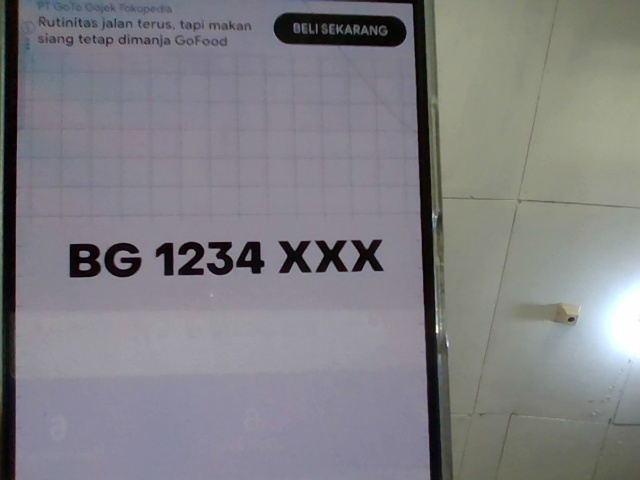 PT GoTo Gojek Tokopedia
Rutinitas jalan terus, tapi makan
siang tetap dimanja GoFood
BELI SEKARANG
BG 1234 XXX